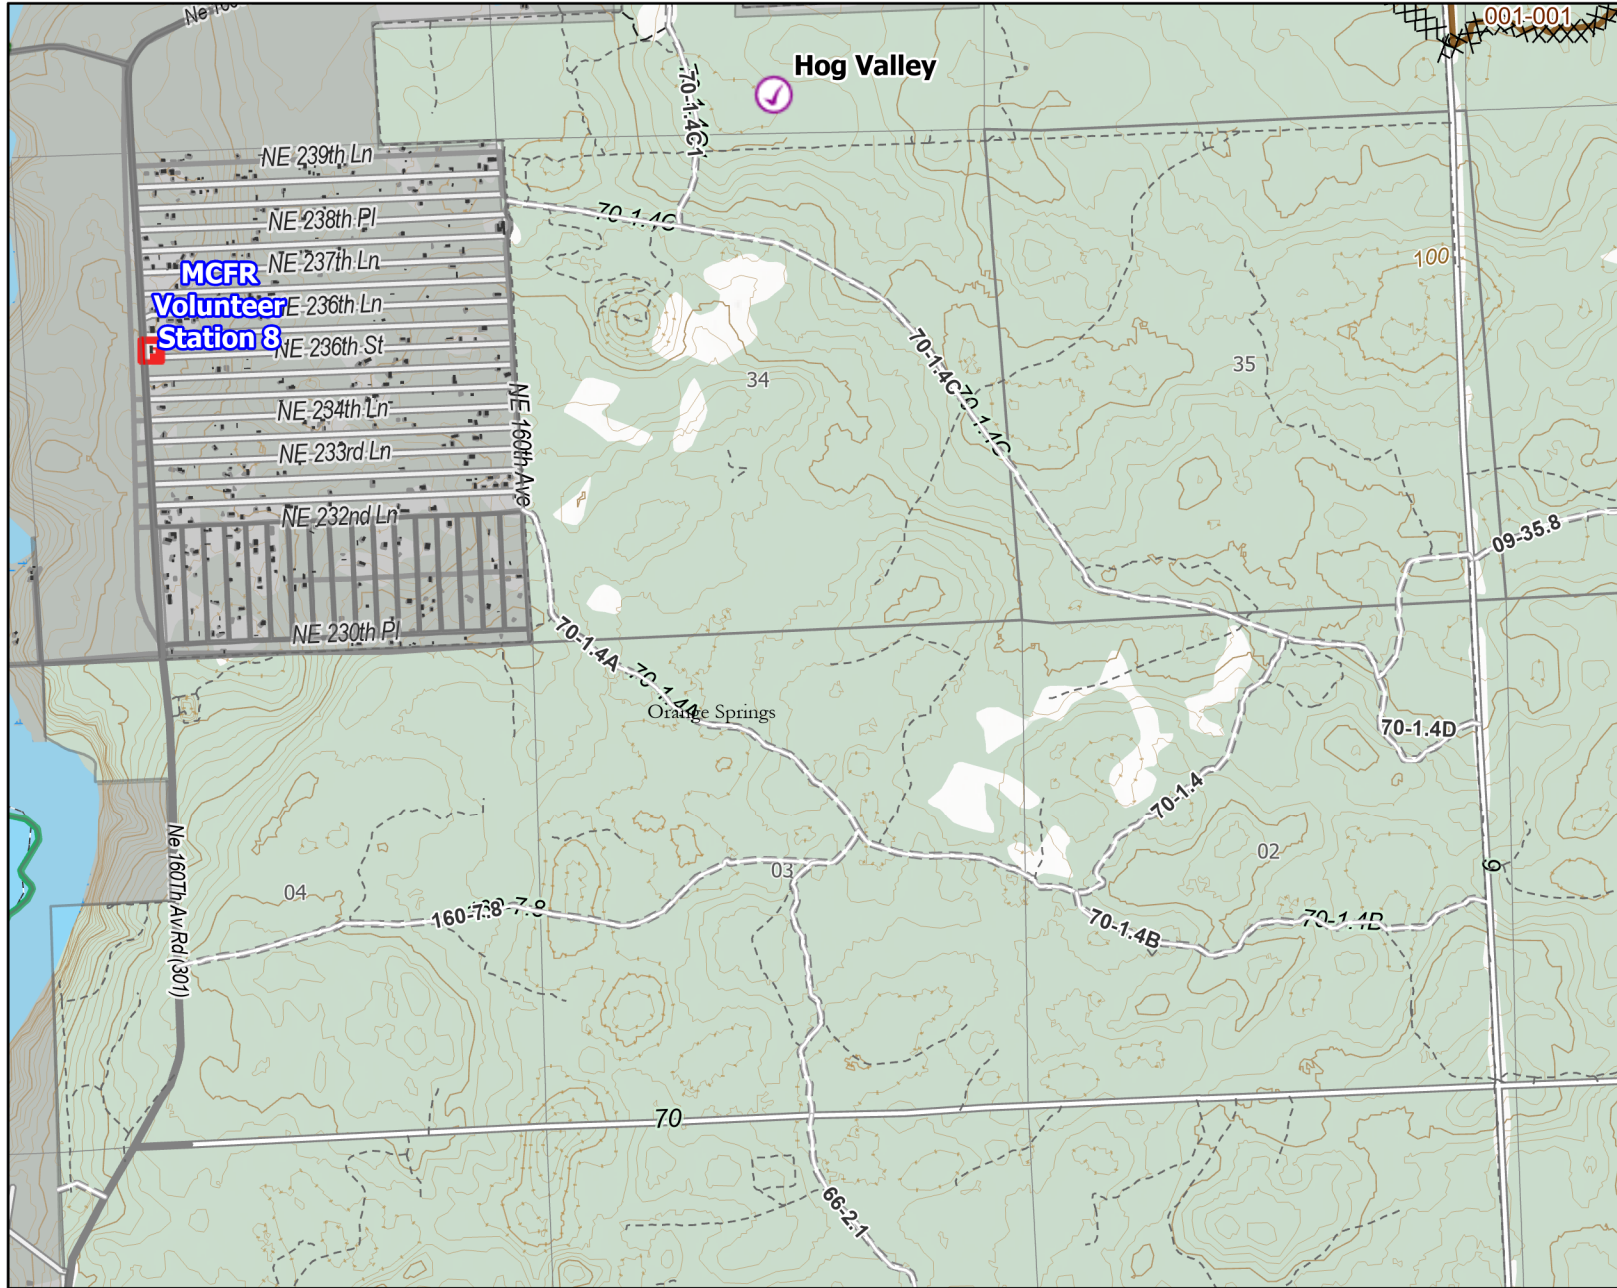 Ne 160
001-001
Hog Valley
70-1.4C1
NE 239th Ln
NE 238th Pl
70-1.4C
NE 237th Ln
MCFR
Volunteer
Station 8
NE 236th Ln
NE 236th St
100
34
35
70-1.4C
70-1.4C
NE 234th Ln
NE 160th Ave
NE 233rd Ln
NE 232nd Ln
09-35.8
NE 230th Pl
70-1.4A
70-1.4A
Orange Springs
70-1.4D
70-1.4
Ne 160Th Av Rd (301)
04
03
02
9
160-7.8
160-7.8
70-1.4B
70-1.4B
70
66-2.1